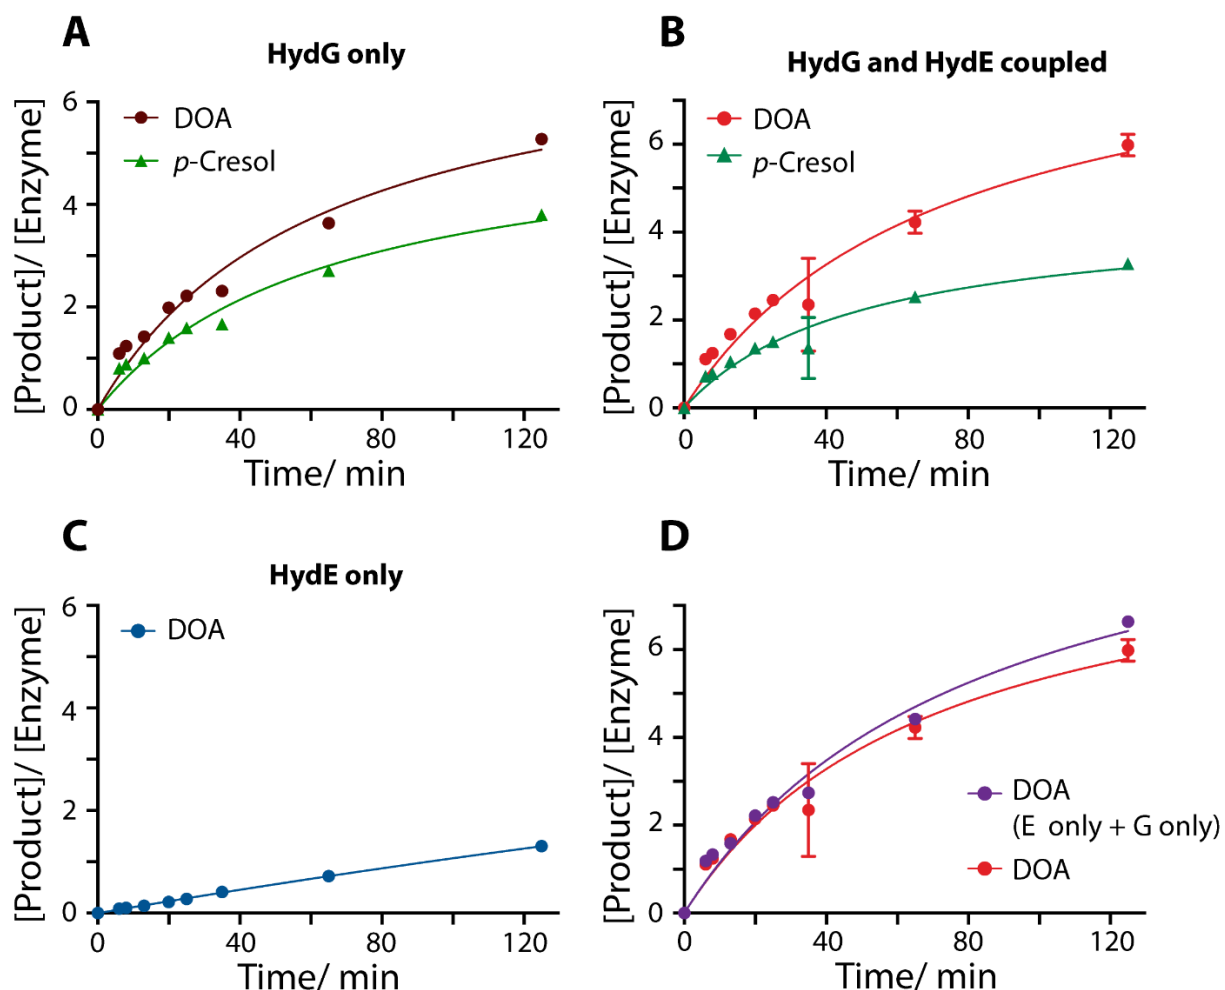 A
HydG only
[Product]/ [Enzyme]
6
4
2
0
DOA
p-Cresol
0
40
80
120
Time/ min
B
HydG and HydE coupled
[Product]/ [Enzyme]
6
4
2
0
DOA
p-Cresol
0
40
80
120
Time/ min
C
HydE only
[Product]/ [Enzyme]
6
4
2
0
DOA
0
40
80
120
Time/ min
D
[Product]/ [Enzyme]
6
4
2
0
DOA
(E only + G only)
DOA
0
40
80
120
Time/ min